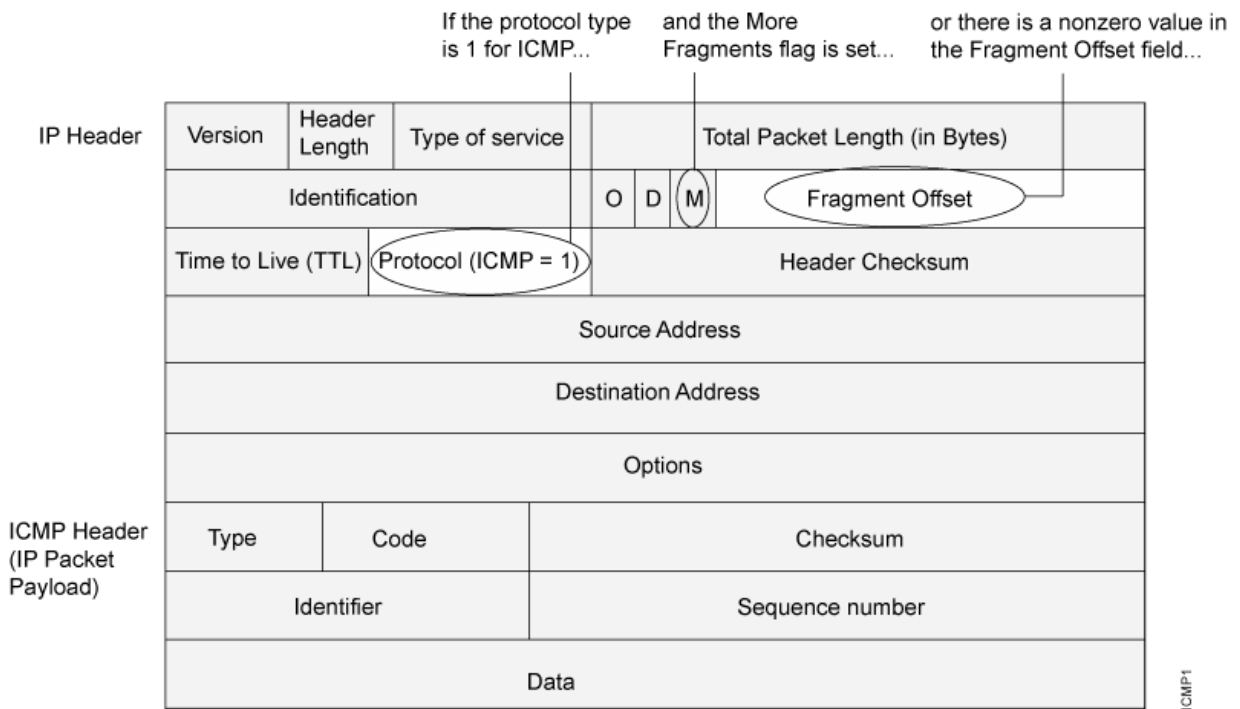 If the protocol type
is 1 for ICMP...
and the More
Fragments flag is set...
or there is a nonzero value in
the Fragment Offset field...
IP Header
Version
Header
Length
Type of service
Total Packet Length (in Bytes)
Identification
O
D
M
Fragment Offset
Time to Live (TTL)
Protocol (ICMP = 1)
Header Checksum
Source Address
Destination Address
Options
ICMP Header
(IP Packet
Payload)
Type
Code
Checksum
Identifier
Sequence number
Data
ICMP1